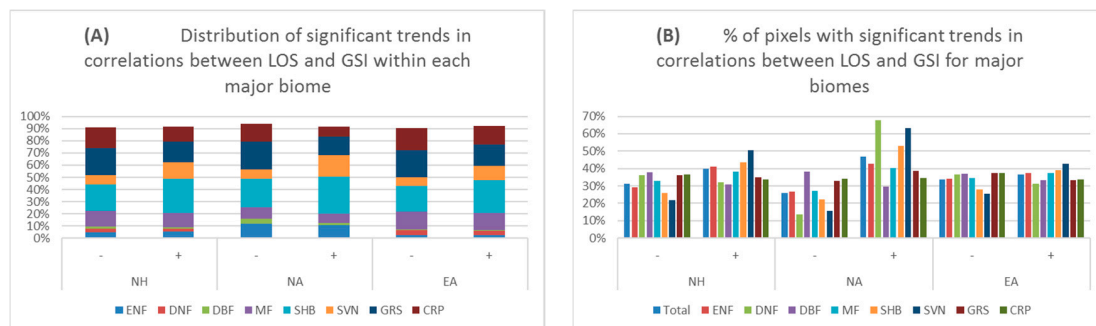 (A) Distribution of significant trends in
correlations between LOS and GSI within each
major biome
100%
90%
80%
70%
60%
50%
40%
30%
20%
10%
0%
- + - + - +
NH NA EA
ENF DNF DBF MF SHB SVN GRS CRP
(B) % of pixels with significant trends in
correlations between LOS and GSI for major
biomes
70%
60%
50%
40%
30%
20%
10%
0%
- + - + - +
NH NA EA
Total ENF DNF DBF MF SHB SVN GRS CRP